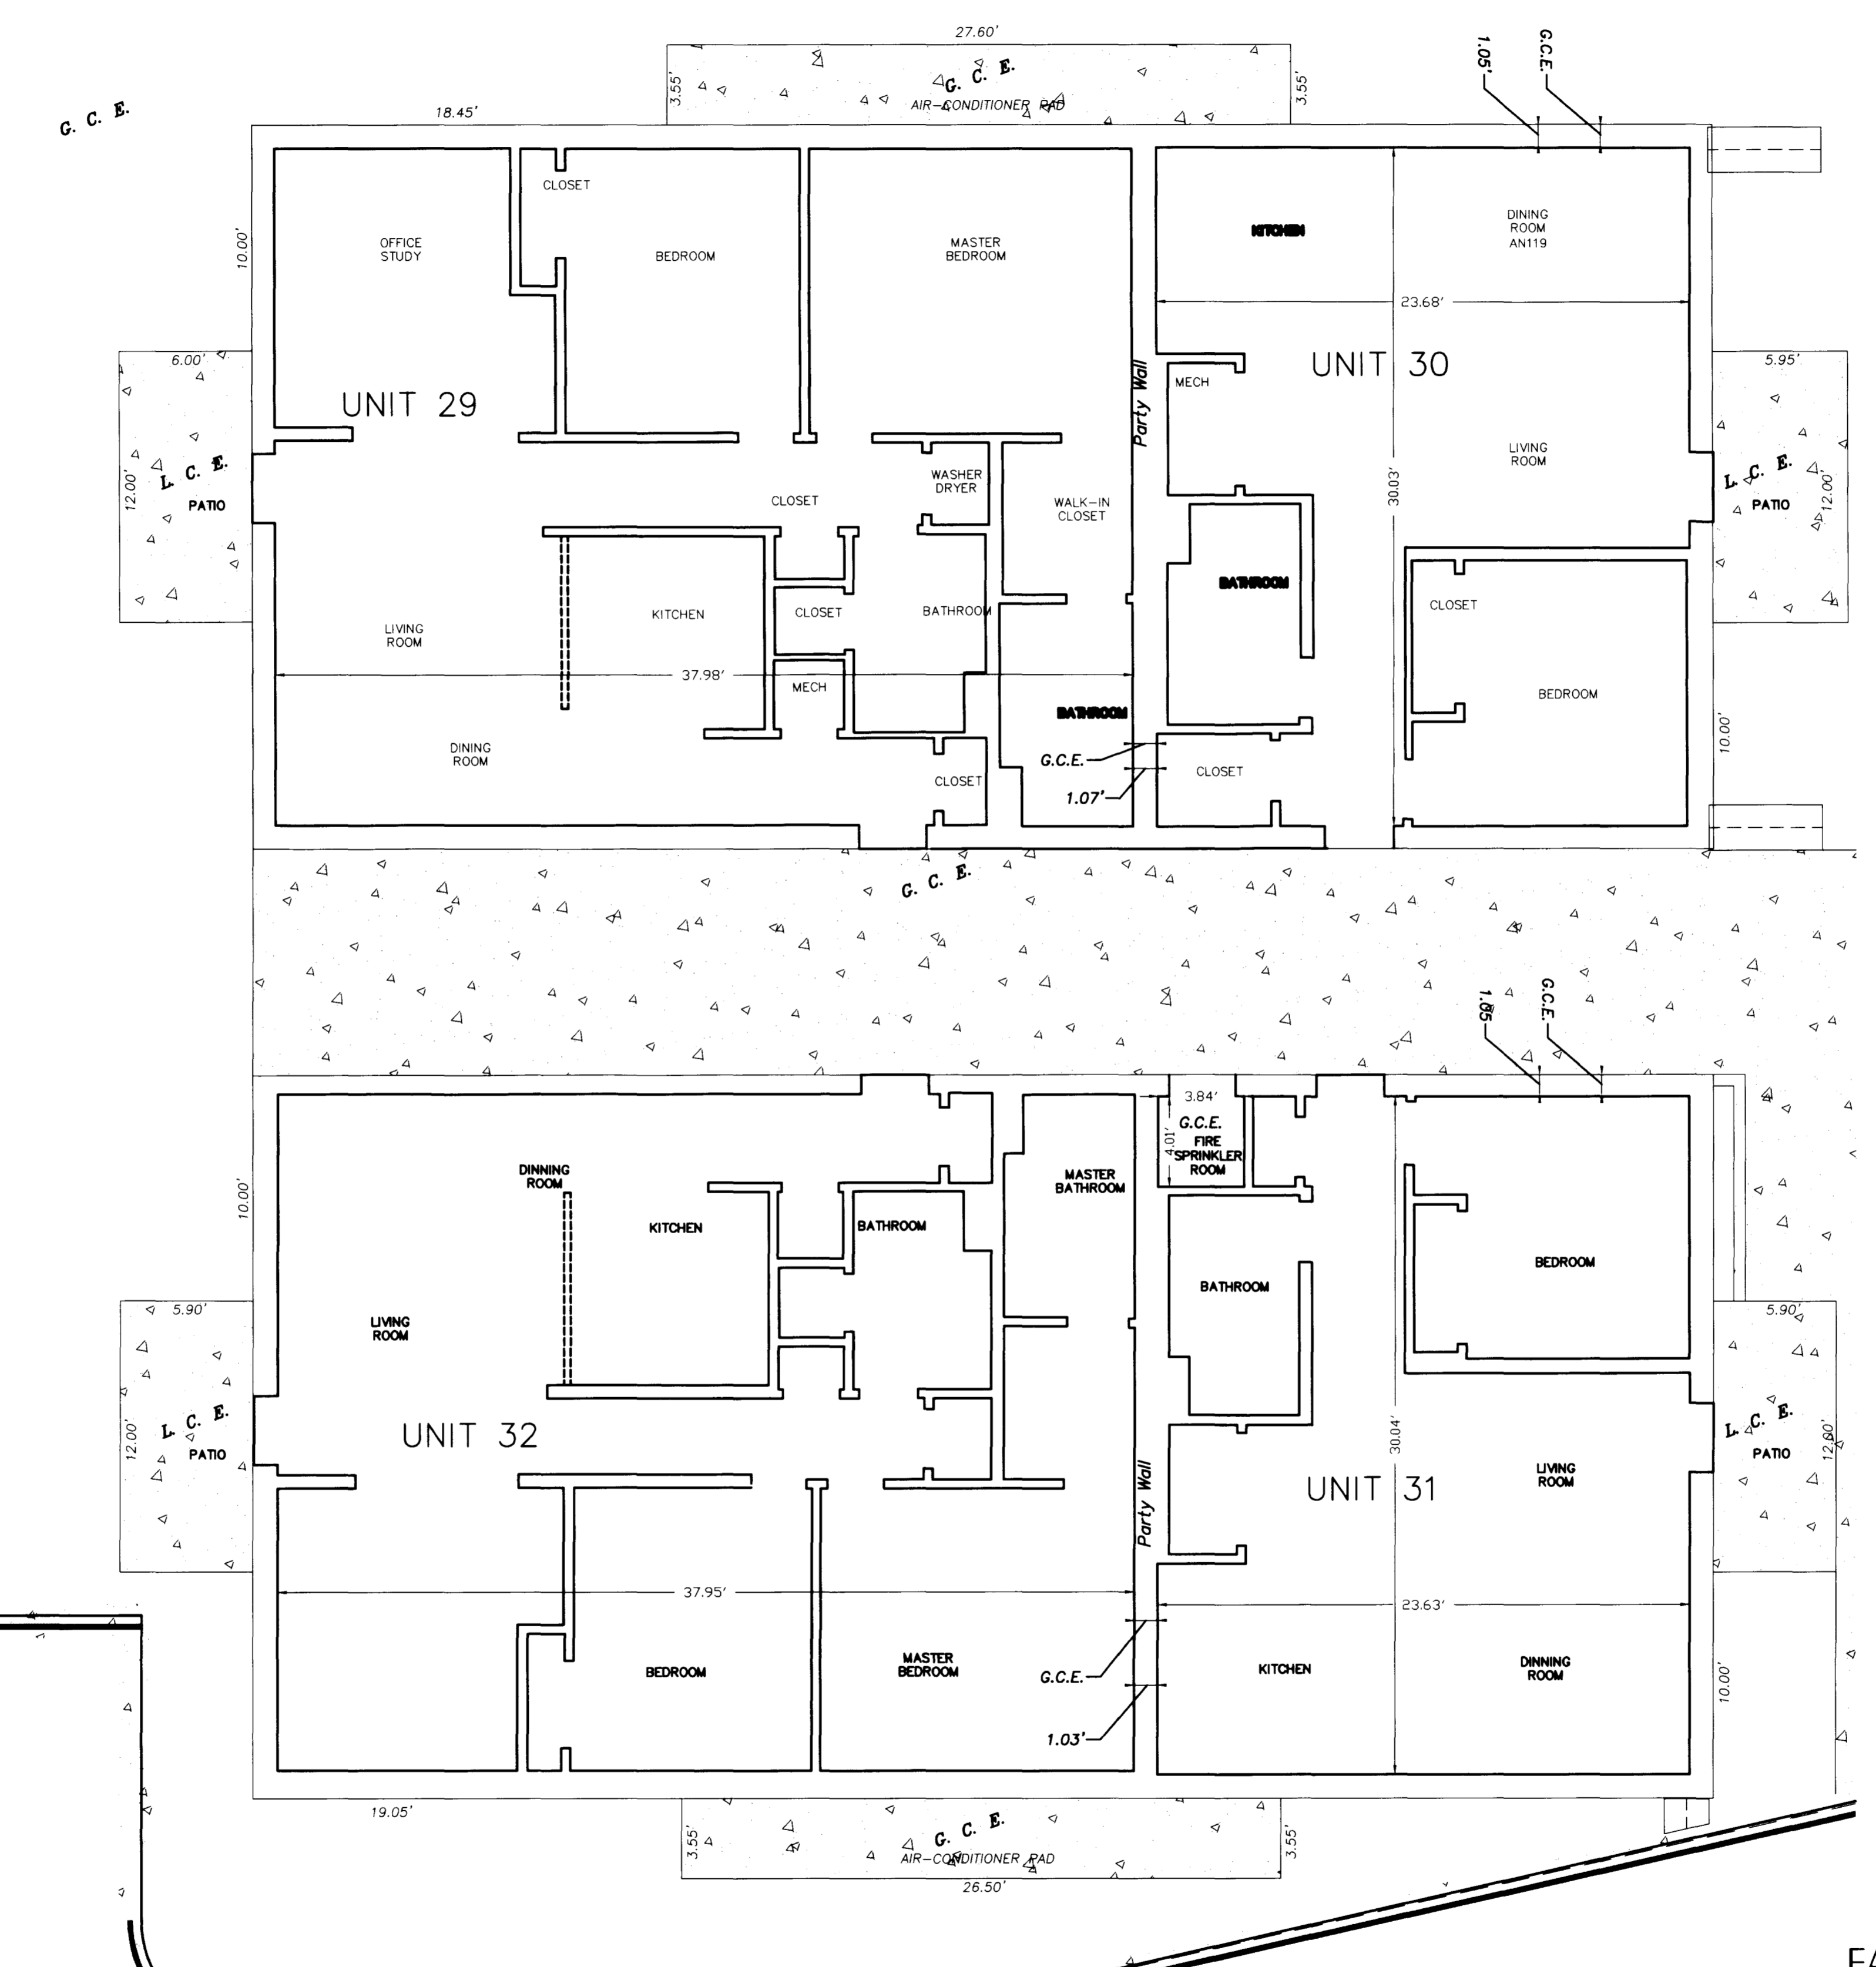 27.60'
G. C. E.
3.55'
3.55'
AIR-CONDITIONER PAD
18.45'
G. C. E.
1.05'
G.C.E.
CLOSET
OFFICE
STUDY
BEDROOM
MASTER
BEDROOM
KITCHEN
DINING
ROOM
AN119
10.00'
23.68'
6.00'
UNIT 29
Party Wall
MECH
UNIT 30
5.95'
L. C. E.
PATIO
12.00'
CLOSET
WASHER
DRYER
WALK-IN
CLOSET
30.03'
LIVING
ROOM
L. C. E.
PATIO
12.00'
LIVING
ROOM
KITCHEN
CLOSET
BATHROOM
BATHROOM
CLOSET
37.98'
MECH
BATHROOM
BEDROOM
10.00'
DINING
ROOM
CLOSET
G.C.E.
1.07'
CLOSET
G. C. E.
1.05
G.C.E.
3.84'
4.01'
G.C.E.
FIRE
SPRINKLER
ROOM
10.00'
DINNING
ROOM
KITCHEN
BATHROOM
MASTER
BATHROOM
BATHROOM
BEDROOM
5.90'
LIVING
ROOM
5.90'
L. C. E.
PATIO
12.00'
UNIT 32
Party Wall
30.04'
UNIT 31
LIVING
ROOM
L. C. E.
PATIO
12.00'
37.95'
23.63'
BEDROOM
MASTER
BEDROOM
G.C.E.
1.03'
KITCHEN
DINNING
ROOM
10.00'
19.05'
3.55'
G. C. E.
AIR-CONDITIONER PAD
3.55'
26.50'